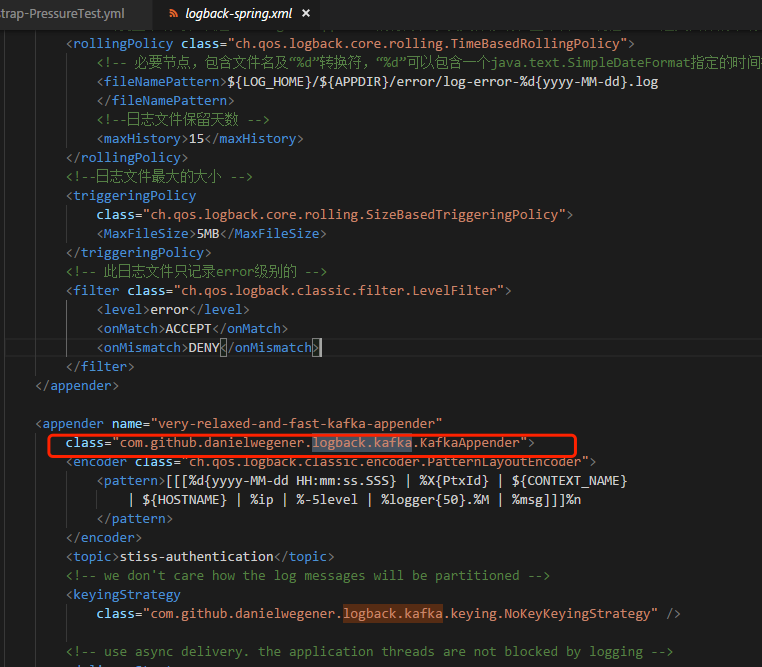 strap-PressureTest.yml
logback-spring.xml ×
<rollingPolicy class="ch.qos.logback.core.rolling.TimeBasedRollingPolicy">
<!-- 必要节点，包含文件名及“%d”转换符，“%d”可以包含一个java.text.SimpleDateFormat指定的时间
<fileNamePattern>${LOG_HOME}/${APPDIR}/error/log-error-%d{yyyy-MM-dd}.log
</fileNamePattern>
<!--日志文件保留天数 -->
<maxHistory>15</maxHistory>
</rollingPolicy>
<!--日志文件最大的大小 -->
<triggeringPolicy
class="ch.qos.logback.core.rolling.SizeBasedTriggeringPolicy">
<MaxFileSize>5MB</MaxFileSize>
</triggeringPolicy>
<!-- 此日志文件只记录error级别的 -->
<filter class="ch.qos.logback.classic.filter.LevelFilter">
<level>error</level>
<onMatch>ACCEPT</onMatch>
<onMismatch>DENY</onMismatch>
</filter>
</appender>
<appender name="very-relaxed-and-fast-kafka-appender"
class="com.github.danielwegener.logback.kafka.KafkaAppender">
<encoder class="ch.qos.logback.classic.encoder.PatternLayoutEncoder">
<pattern>[[[%d{yyyy-MM-dd HH:mm:ss.SSS} | %X{PtxId} | ${CONTEXT_NAME}
| ${HOSTNAME} | %ip | %-5level | %logger{50}.%M | %msg]]]%n
</pattern>
</encoder>
<topic>stiss-authentication</topic>
<!-- we don't care how the log messages will be partitioned -->
<keyingStrategy
class="com.github.danielwegener.logback.kafka.keying.NoKeyKeyingStrategy" />
<!-- use async delivery. the application threads are not blocked by logging -->